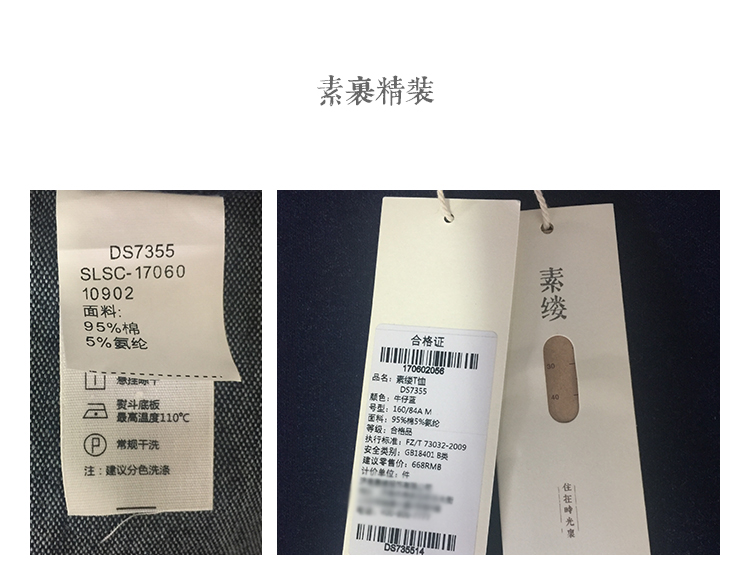 素裹精装
DS7355
SLSC-17060
10902
面料:
95%棉
5%氨纶
悬挂晾干
熨斗底板
最高温度110℃
P
常规干洗
注：建议分色洗涤
合格证
170602056
品名：素缕T恤
DS7355
颜色：牛仔蓝
号型：160/84A M
面料：95%棉5%氨纶
等级：合格品
执行标准：FZ/T 73032-2009
安全类别：GB18401 B类
建议零售价：668RMB
计价单位：件
DS735514
素缕
30
40
住在时光里